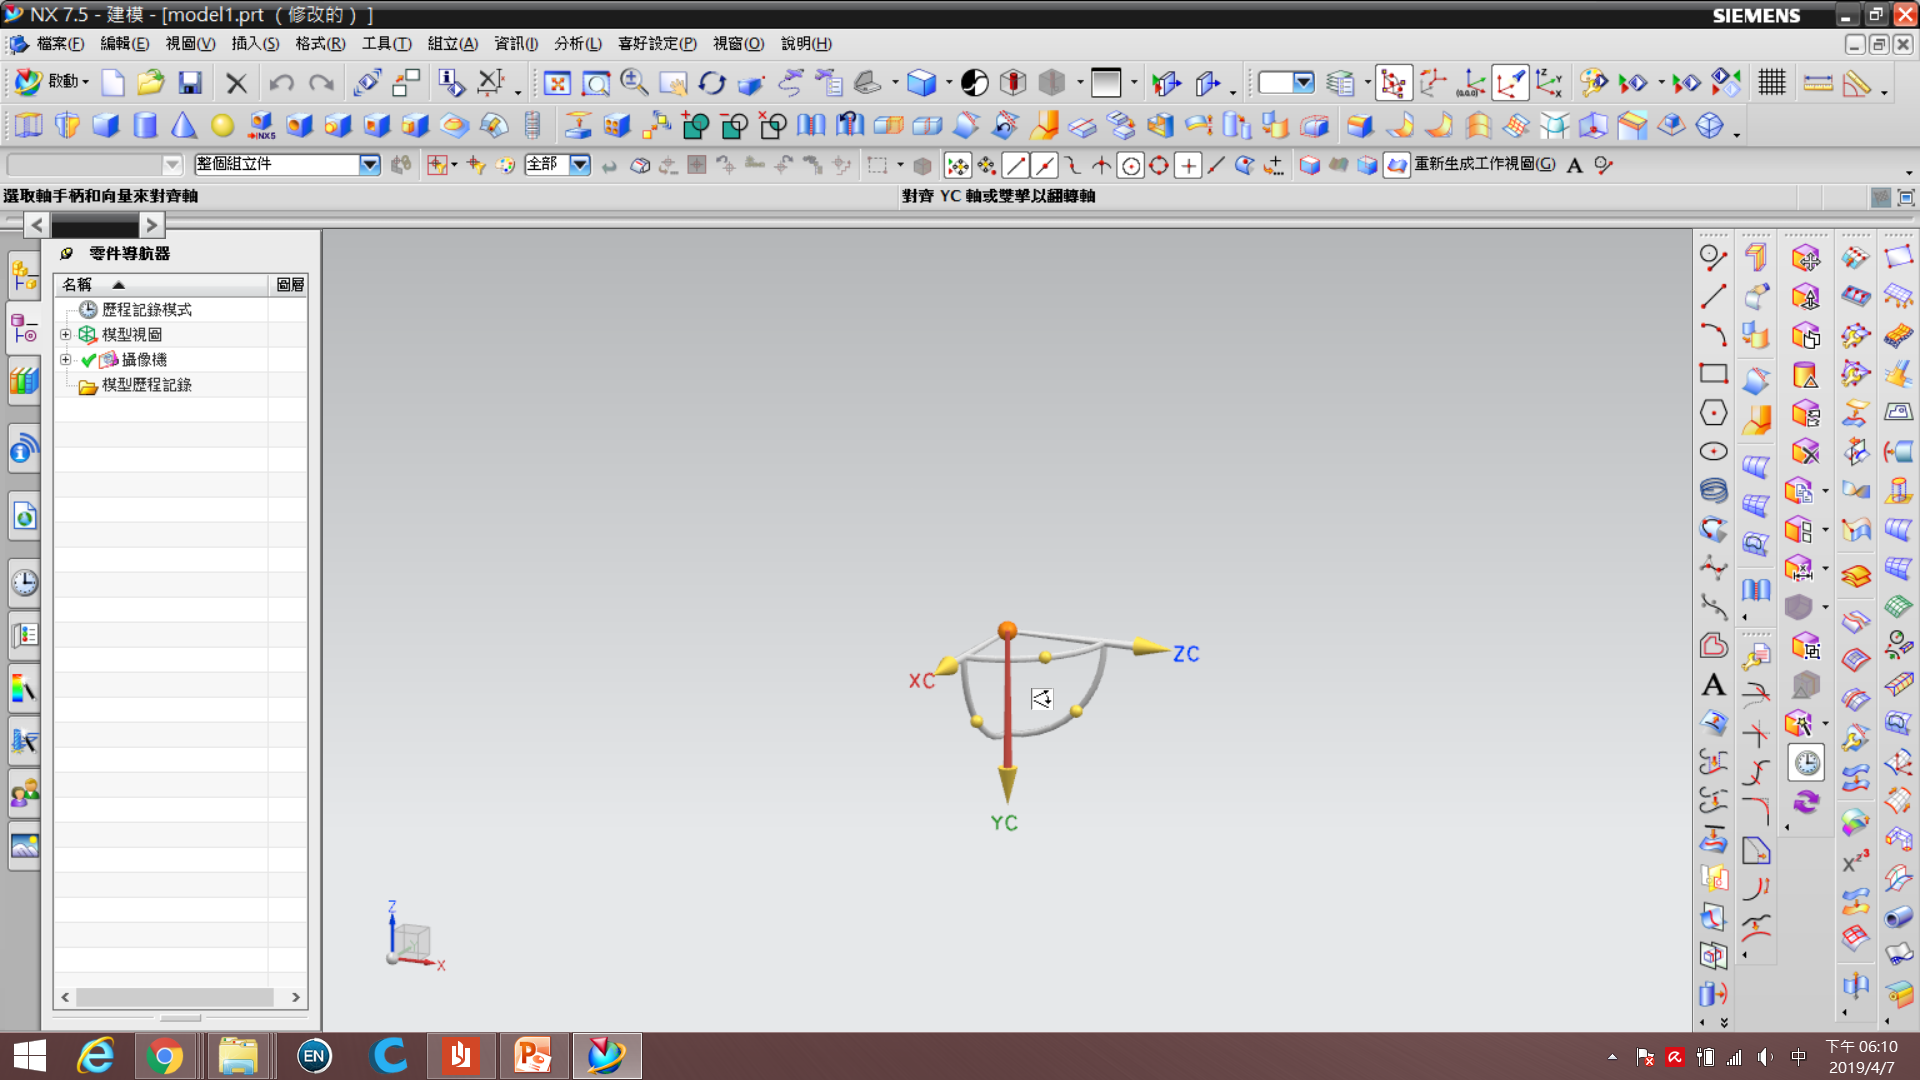 NX 7.5 - 建模 - [model1.prt （修改的）]
SIEMENS
檔案(F) 編輯(E) 視圖(V) 插入(S) 格式(R) 工具(T) 組立(A) 資訊(I) 分析(L) 喜好設定(P) 視窗(O) 說明(H)
啟動
整個組立件
全部
重新生成工作視圖(G)
A
選取軸手柄和向量來對齊軸
對齊 YC 軸或雙擊以翻轉軸
零件導航器
名稱
圖層
歷程記錄模式
模型視圖
攝像機
模型歷程記錄
XC
ZC
YC
Z
X
A
EN
中
下午 06:10
2019/4/7